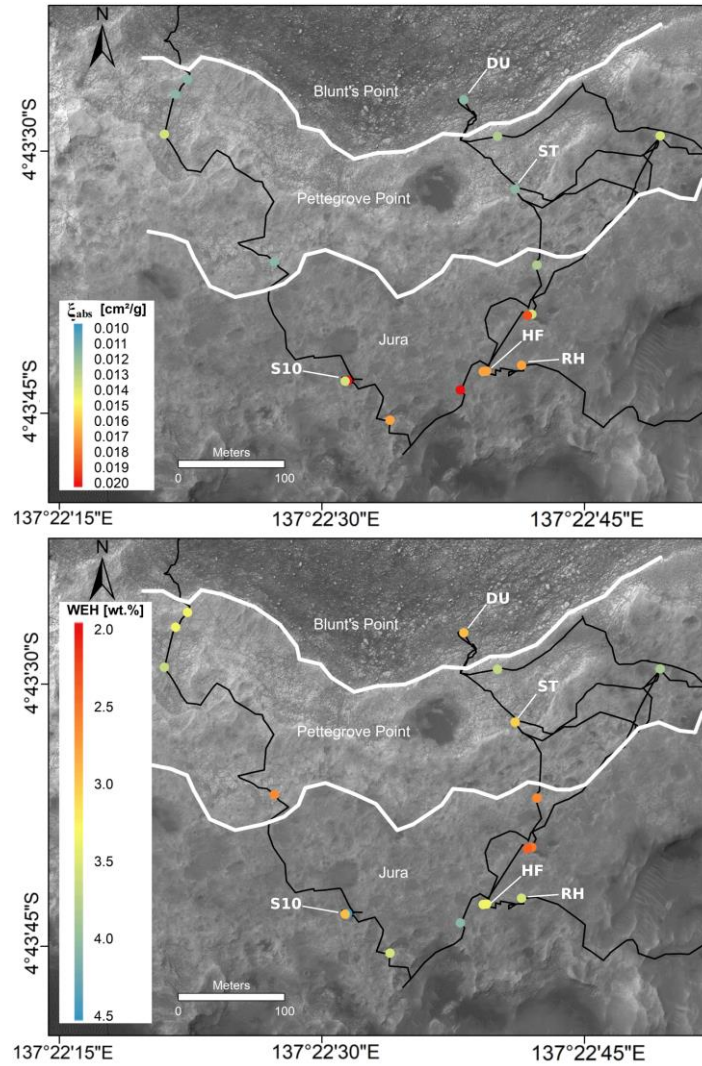 N
DU
Blunt's Point
4°43'30"S
ST
Pettegrove Point
ξabs [cm²/g]
0.010
0.011
0.012
0.013
0.014
0.015
0.016
0.017
0.018
0.019
0.020
Jura
HF
RH
S10
4°43'45"S
Meters
0 100
137°22'15"E 137°22'30"E 137°22'45"E
N
WEH [wt.%]
2.0
2.5
3.0
3.5
4.0
4.5
DU
Blunt's Point
4°43'30"S
ST
Pettegrove Point
Jura
HF
RH
S10
4°43'45"S
Meters
0 100
137°22'15"E 137°22'30"E 137°22'45"E